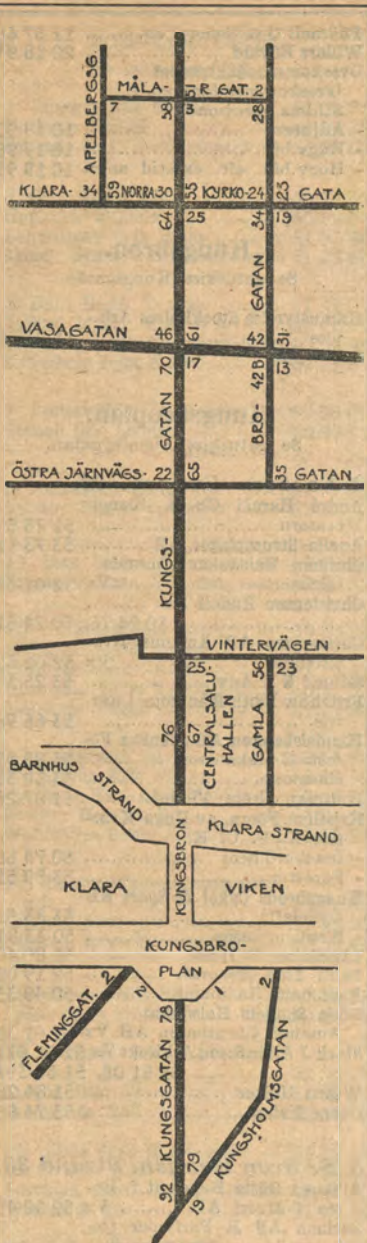 APELBERGSG.
MÅLA- R GAT. 2
51
7 58 3 28
KLARA- 34 59 NORRA 30 35 KYRKO- 24 23 GATA
64 25 34 19
GATAN
VASAGATAN 46 61 42 31
70 17 42B 13
GATAN
BRO-
ÖSTRA JÄRNVÄGS- 22 65 35 GATAN
KUNGS-
VINTERVÄGEN
25 56 23
76 67 CENTRALSALU-
HALLEN
GAMLA
BARNHUS
STRAND
KLARA STRAND
KUNGSBRON
KLARA VIKEN
KUNGSBRO-
PLAN
FLEMINGGAT. 2
2 1 2
78
KUNGSGATAN
KUNGSHOLMSGATAN
92 79
19